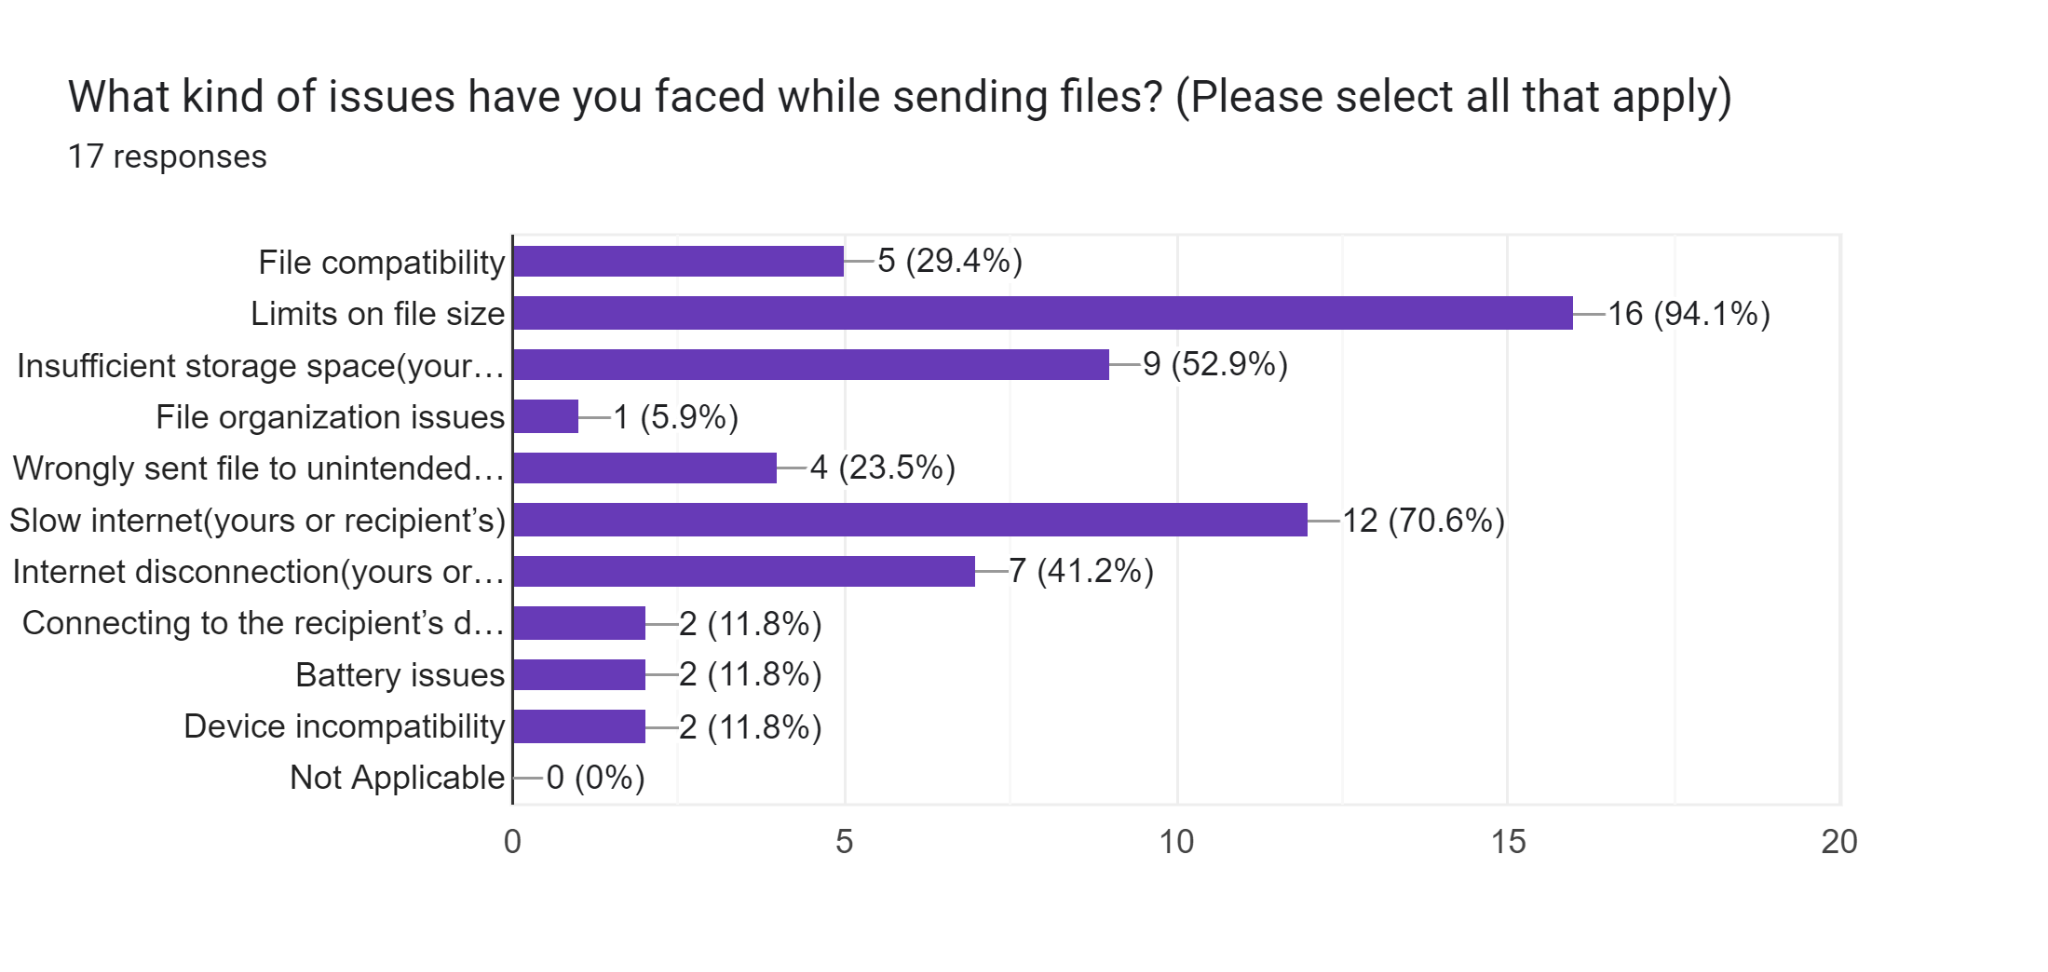 What kind of issues have you faced while sending files? (Please select all that apply)
17 responses
File compatibility 5 (29.4%)
Limits on file size 16 (94.1%)
Insufficient storage space(your… 9 (52.9%)
File organization issues 1 (5.9%)
Wrongly sent file to unintended… 4 (23.5%)
Slow internet(yours or recipient’s) 12 (70.6%)
Internet disconnection(yours or… 7 (41.2%)
Connecting to the recipient’s d… 2 (11.8%)
Battery issues 2 (11.8%)
Device incompatibility 2 (11.8%)
Not Applicable 0 (0%)
0 5 10 15 20